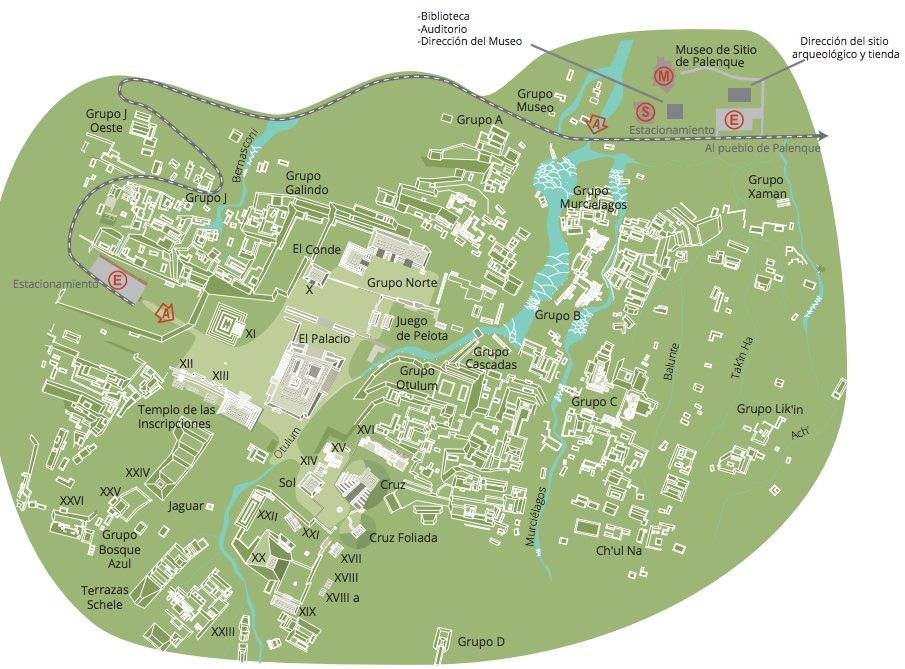 -Biblioteca
-Auditorio
-Dirección del Museo
Museo de Sitio
de Palenque
Dirección del sitio
arqueológico y tienda
M
S
E
A
Grupo
Museo
Estacionamiento
Al pueblo de Palenque
Grupo J
Oeste
Bernasconi
Grupo A
Grupo
Galindo
Grupo J
Grupo
Murciélagos
Grupo
Xaman
El Conde
Grupo Norte
X
Estacionamiento
E
A
XI
El Palacio
Juego
de Pelota
Grupo B
Grupo
Cascadas
Balunte
Takin Ha
XII
XIII
Grupo
Otulum
Grupo C
Templo de las
Inscripciones
Otulum
XVI
XV
XIV
Grupo Lik'in
Ach'
XXIV
XXV
XXVI
Sol
Cruz
Jaguar
XXII
XXI
Cruz Foliada
Murciélagos
Grupo
Bosque
Azul
XX
XVII
XVIII
XVIII a
XIX
Ch'ul Na
Terrazas
Schele
XXIII
Grupo D